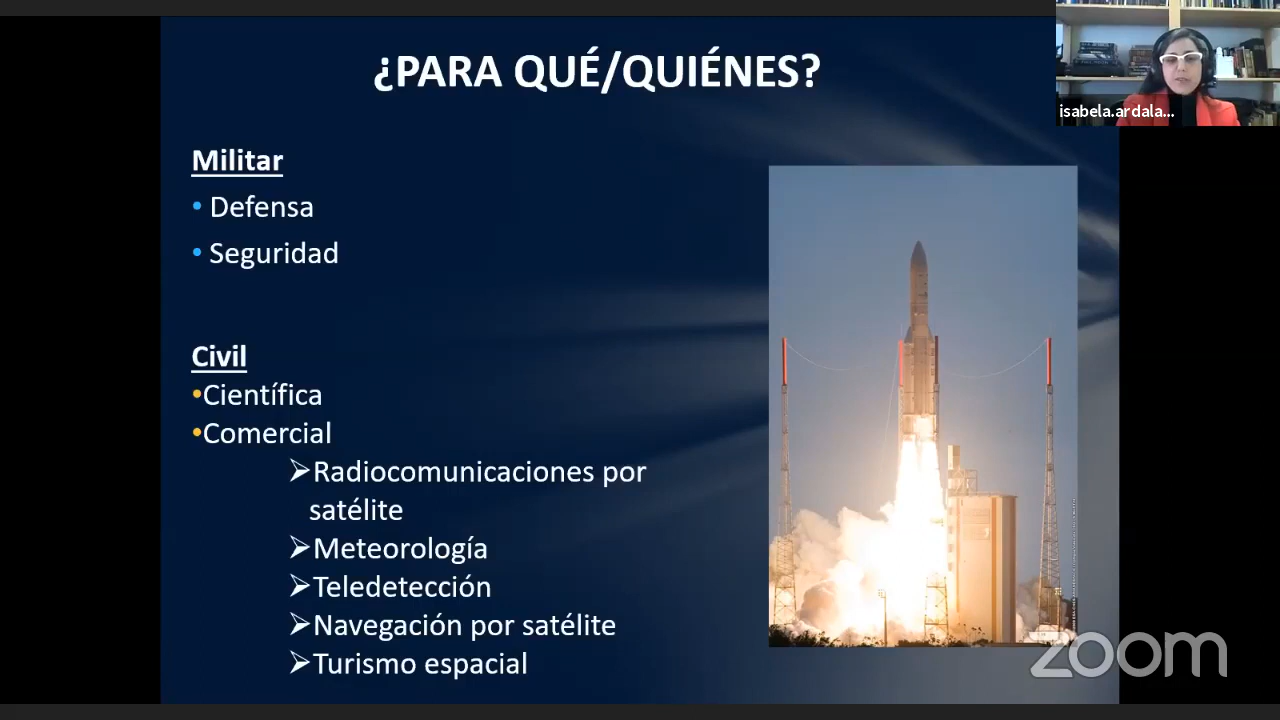 ¿PARA QUÉ/QUIÉNES?
isabela.ardala...
Militar
• Defensa
• Seguridad
Civil
•Científica
•Comercial
➢Radiocomunicaciones por
satélite
➢Meteorología
➢Teledetección
➢Navegación por satélite
➢Turismo espacial
zoom